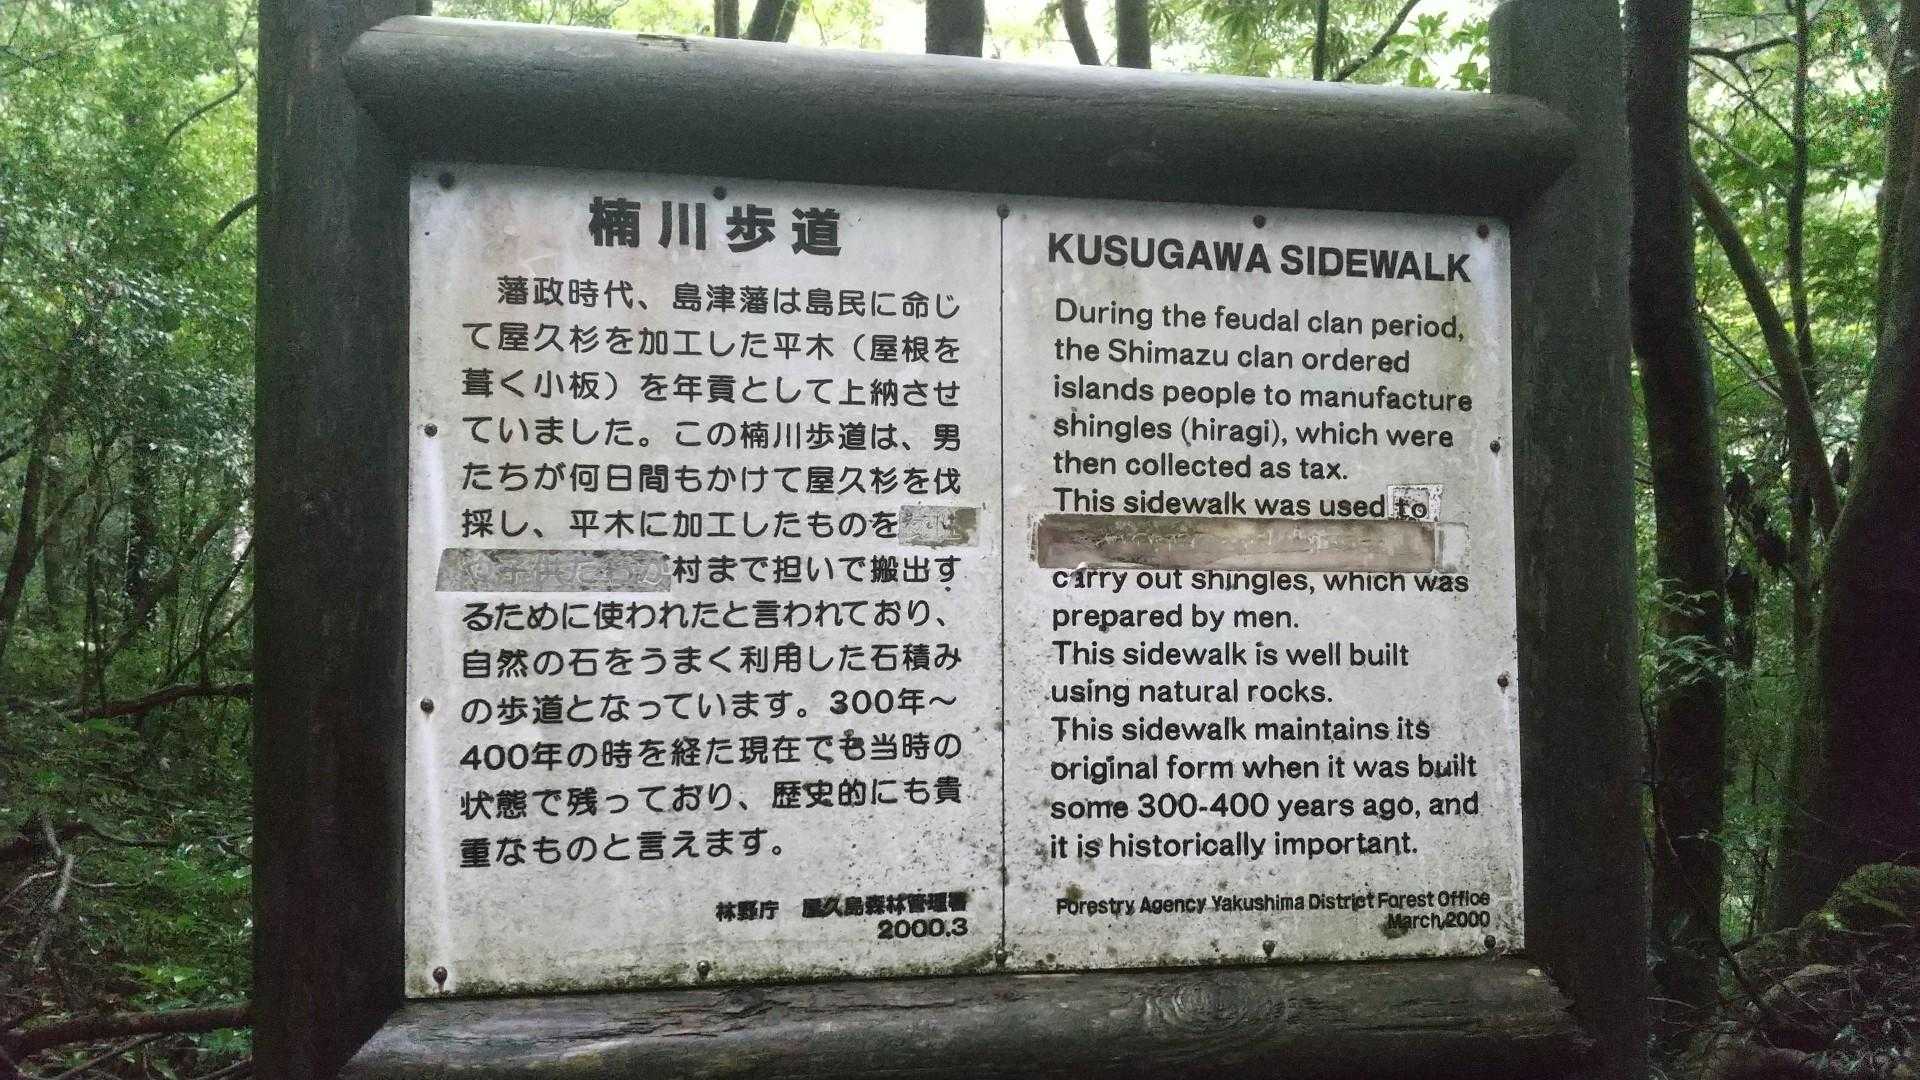 楠川歩道
藩政時代、島津藩は島民に命じ
て屋久杉を加工した平木（屋根を
葺く小板）を年貢として上納させ
ていました。この楠川歩道は、男
たちが何日間もかけて屋久杉を伐
採し、平木に加工したものを
や子供たちが村まで担いで搬出す
るために使われたと言われており、
自然の石をうまく利用した石積み
の歩道となっています。300年～
400年の時を経た現在でも当時の
状態で残っており、歴史的にも貴
重なものと言えます。
林野庁 屋久島森林管理署
2000.3
KUSUGAWA SIDEWALK
During the feudal clan period,
the Shimazu clan ordered
islands people to manufacture
shingles (hiragi), which were
then collected as tax.
This sidewalk was used to
carry out shingles, which was
prepared by men.
This sidewalk is well built
using natural rocks.
This sidewalk maintains its
original form when it was built
some 300-400 years ago, and
it is historically important.
Forestry Agency Yakushima District Forest Office
March,2000